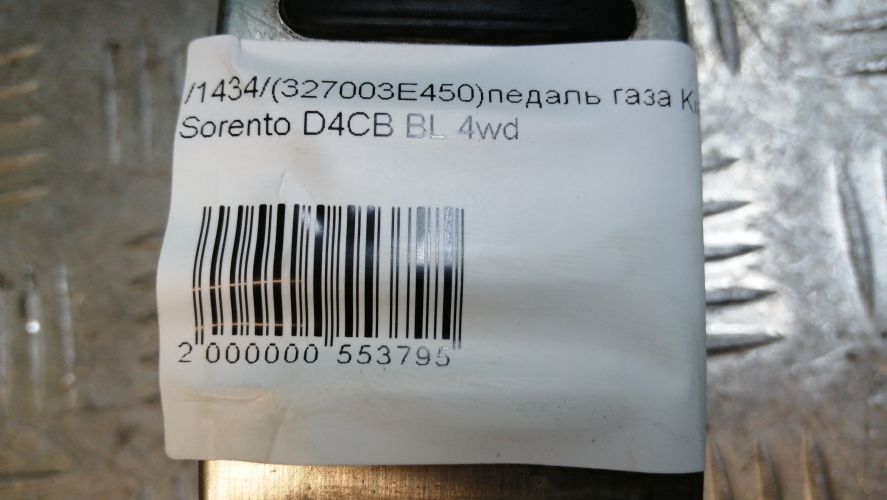 /1434/(327003E450)педаль газа Ki
Sorento D4CB BL 4wd
2 000000 553795